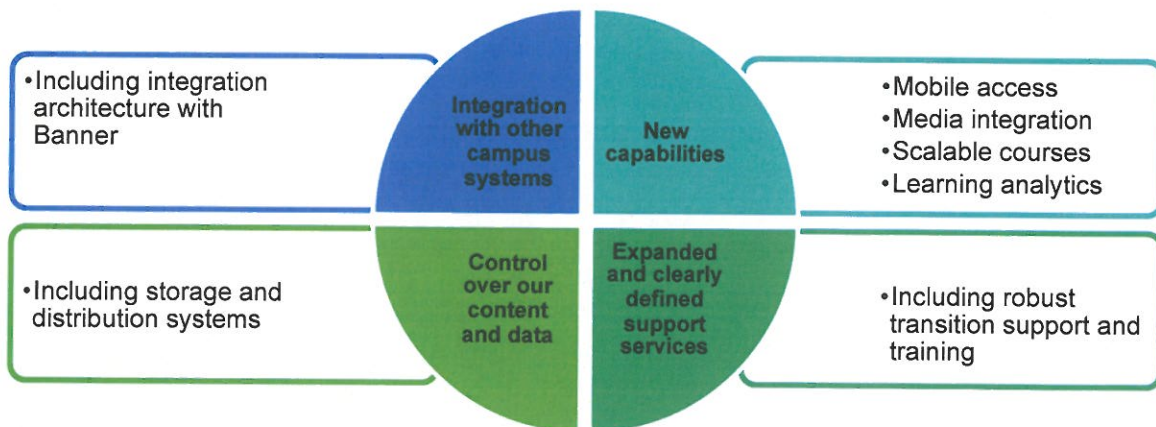 •Including integration
architecture with
Banner
Integration
with other
campus
systems
New
capabilities
•Mobile access
•Media integration
•Scalable courses
•Learning analytics
•Including storage and
distribution systems
Control
over our
content
and data
Expanded
and clearly
defined
support
services
•Including robust
transition support and
training